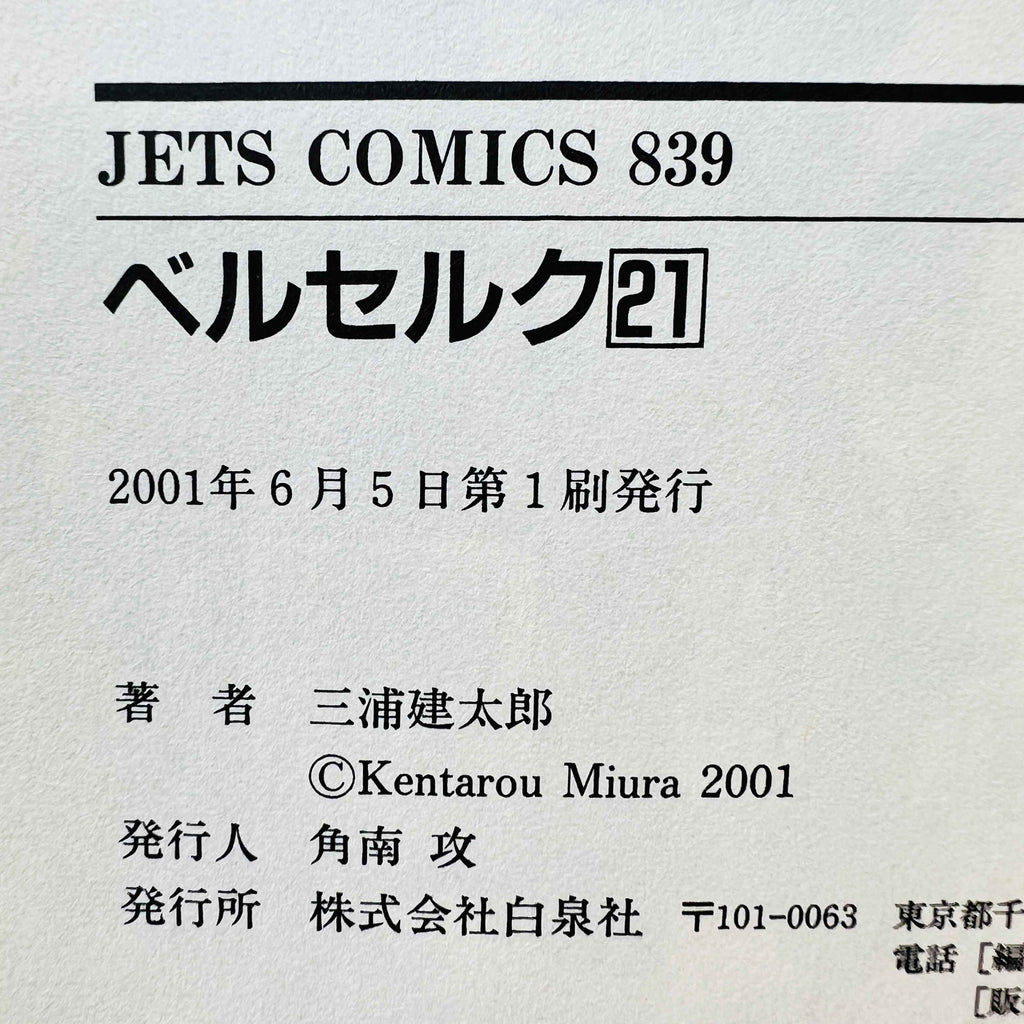 JETS COMICS 839
ベルセルク21
2001年6月5日第1刷発行
著 者 三浦建太郎
©Kentarou Miura 2001
発行人 角南 攻
発行所 株式会社白泉社 〒101-0063 東京都千
電話 [編
[販